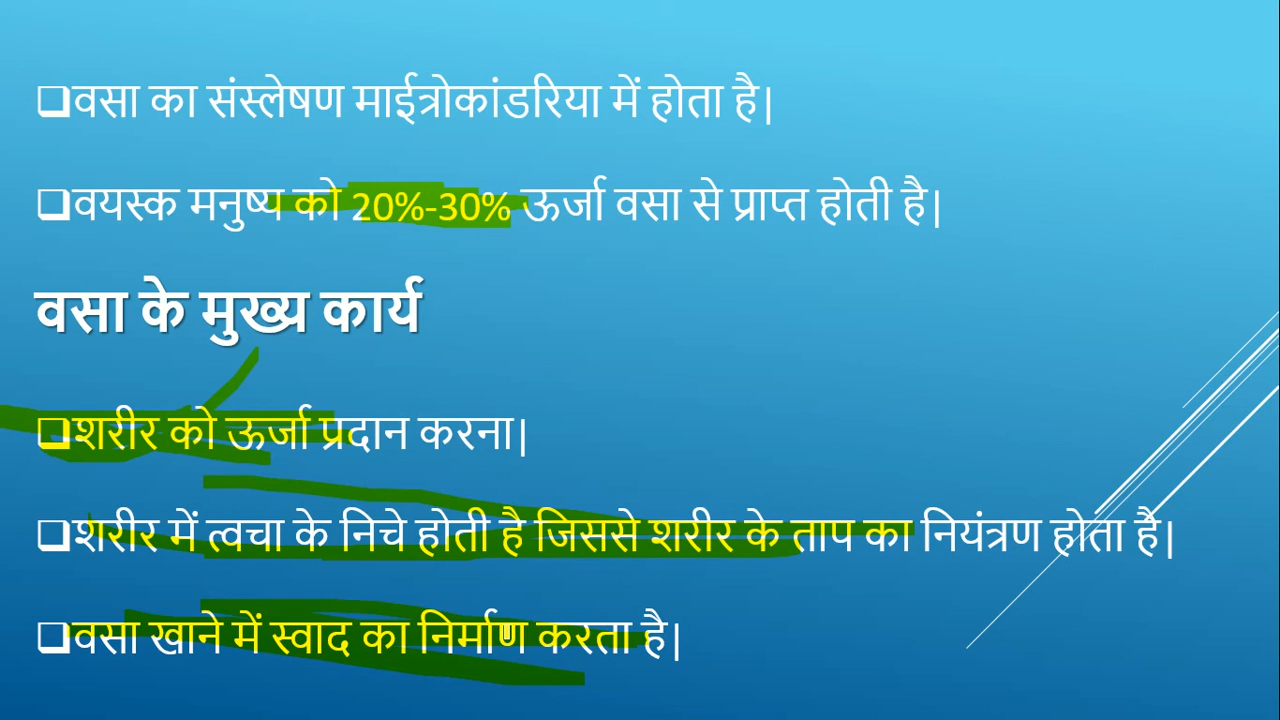 ❑वसा का संस्लेषण माईत्रोकांडरिया में होता है|
❑वयस्क मनुष्य को 20%-30% ऊर्जा वसा से प्राप्त होती है|
वसा के मुख्य कार्य
❑शरीर को ऊर्जा प्रदान करना|
❑शरीर में त्वचा के निचे होती है जिससे शरीर के ताप का नियंत्रण होता है|
❑वसा खाने में स्वाद का निर्माण करता है|